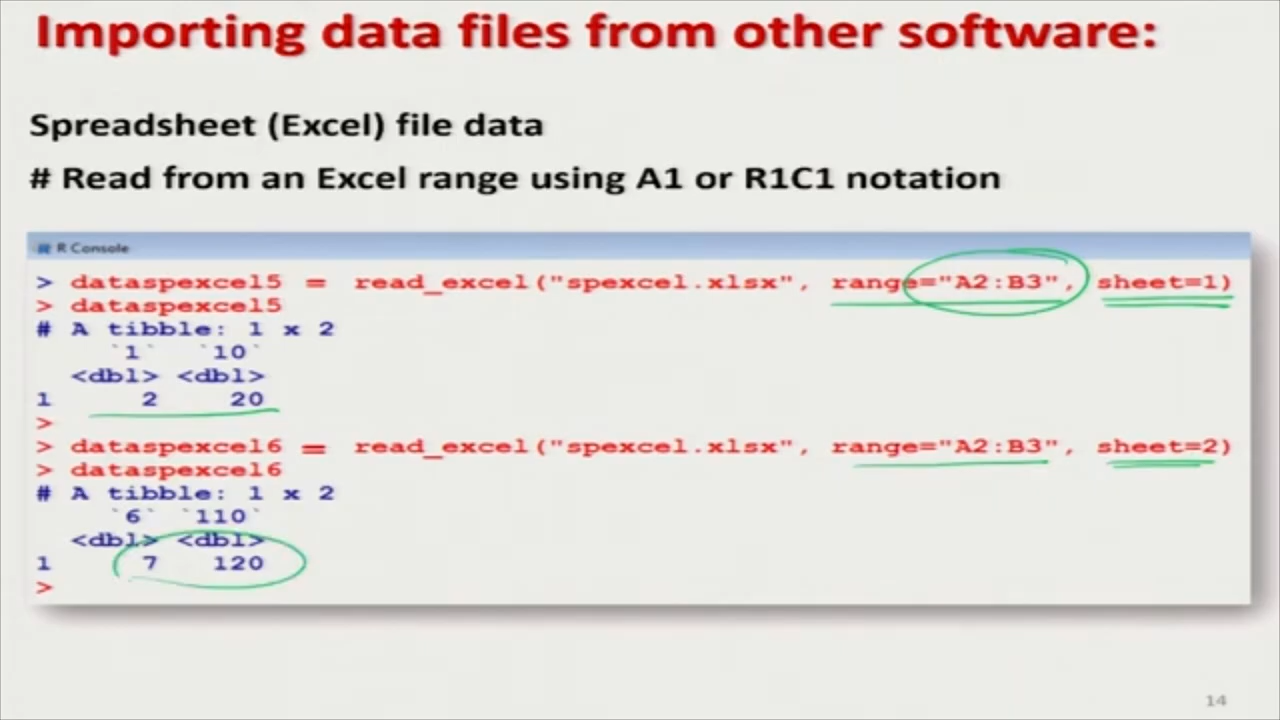 Importing data files from other software:
Spreadsheet (Excel) file data
# Read from an Excel range using A1 or R1C1 notation
R Console
> dataspexcel5 = read_excel("spexcel.xlsx", range="A2:B3", sheet=1)
> dataspexcel5
# A tibble: 1 x 2
`1` `10`
<dbl> <dbl>
1 2 20
>
> dataspexcel6 = read_excel("spexcel.xlsx", range="A2:B3", sheet=2)
> dataspexcel6
# A tibble: 1 x 2
`6` `110`
<dbl> <dbl>
1 7 120
>
14